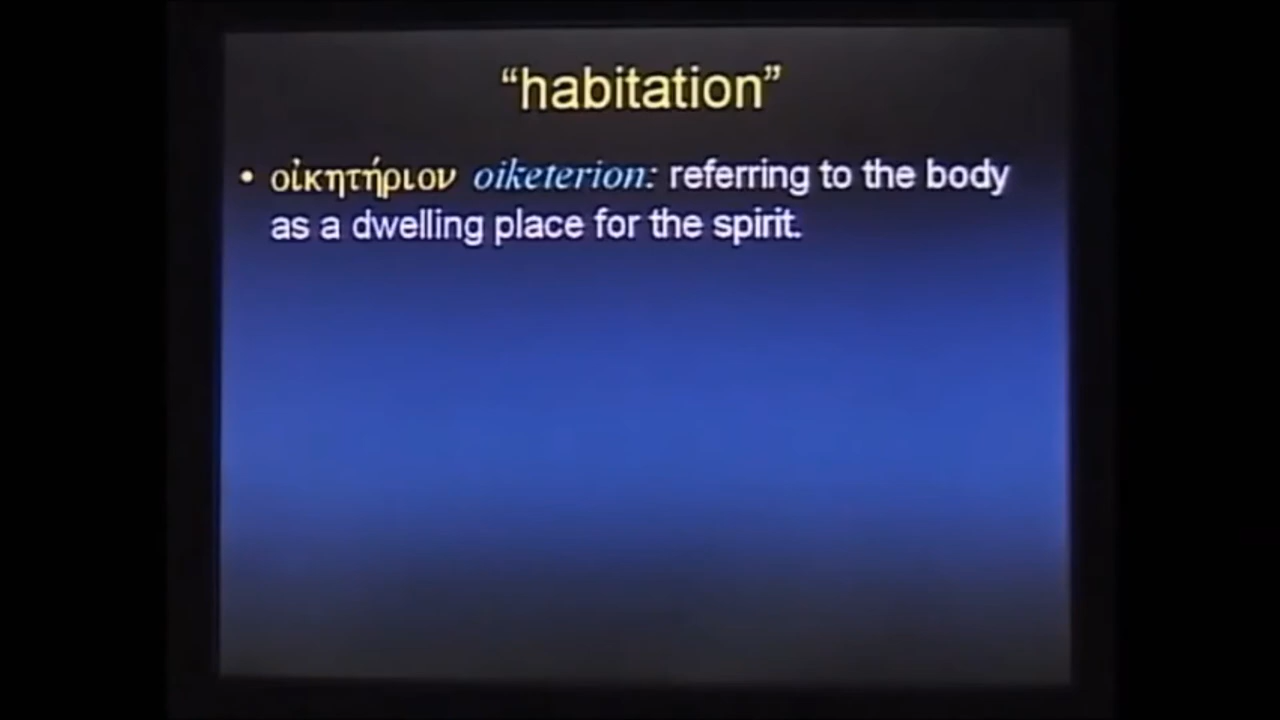 “habitation”
• οἰκητήριον oiketerion: referring to the body
as a dwelling place for the spirit.